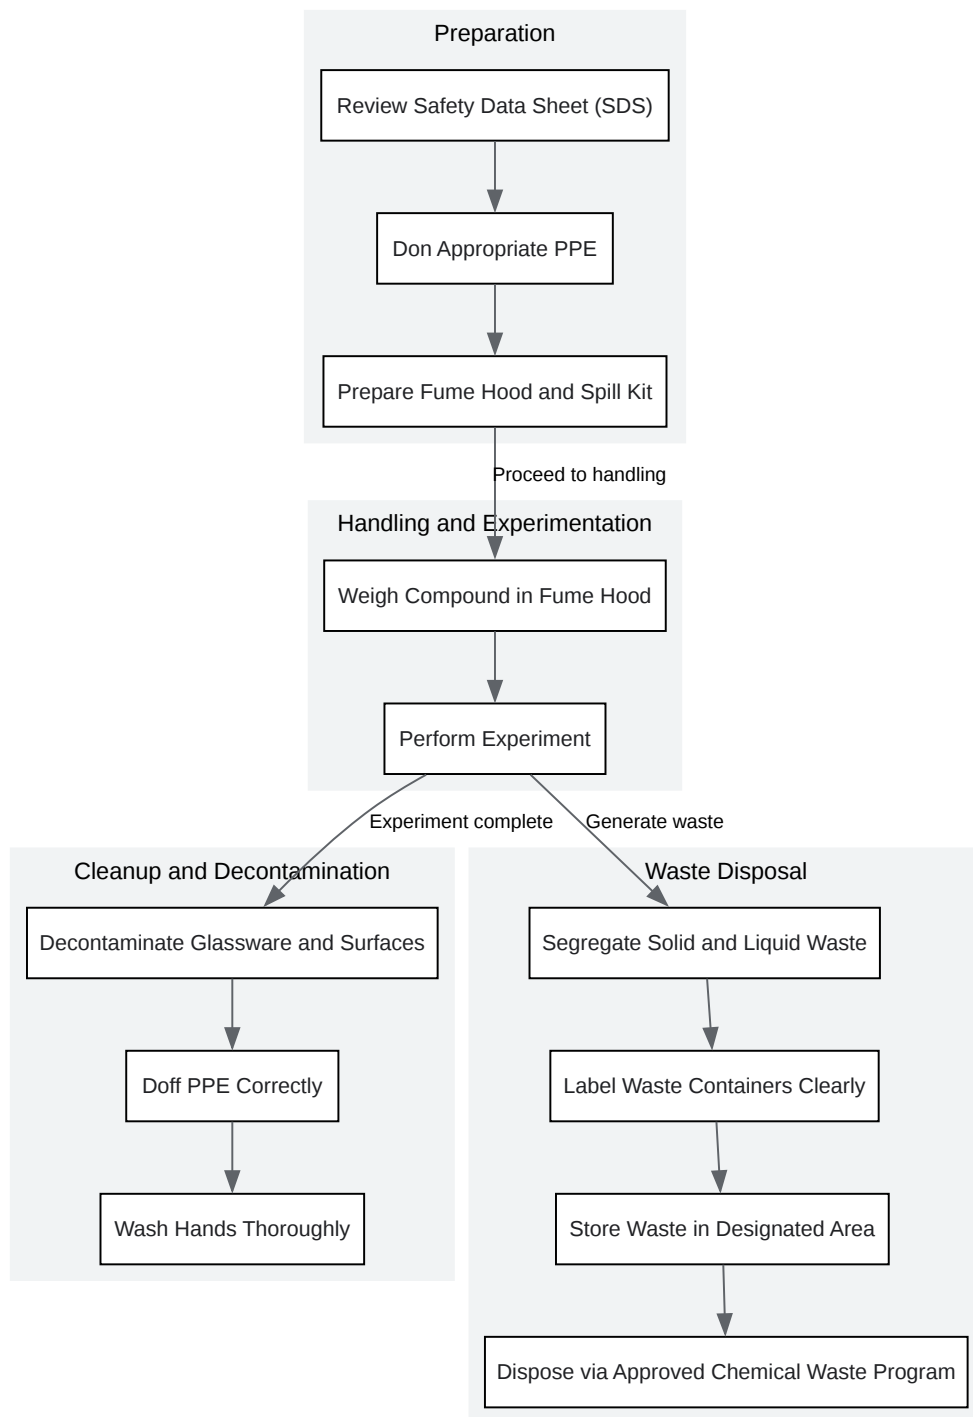 Preparation
Review Safety Data Sheet (SDS)
Don Appropriate PPE
Prepare Fume Hood and Spill Kit
Proceed to handling
Handling and Experimentation
Weigh Compound in Fume Hood
Perform Experiment
Experiment complete
Generate waste
Cleanup and Decontamination
Decontaminate Glassware and Surfaces
Doff PPE Correctly
Wash Hands Thoroughly
Waste Disposal
Segregate Solid and Liquid Waste
Label Waste Containers Clearly
Store Waste in Designated Area
Dispose via Approved Chemical Waste Program